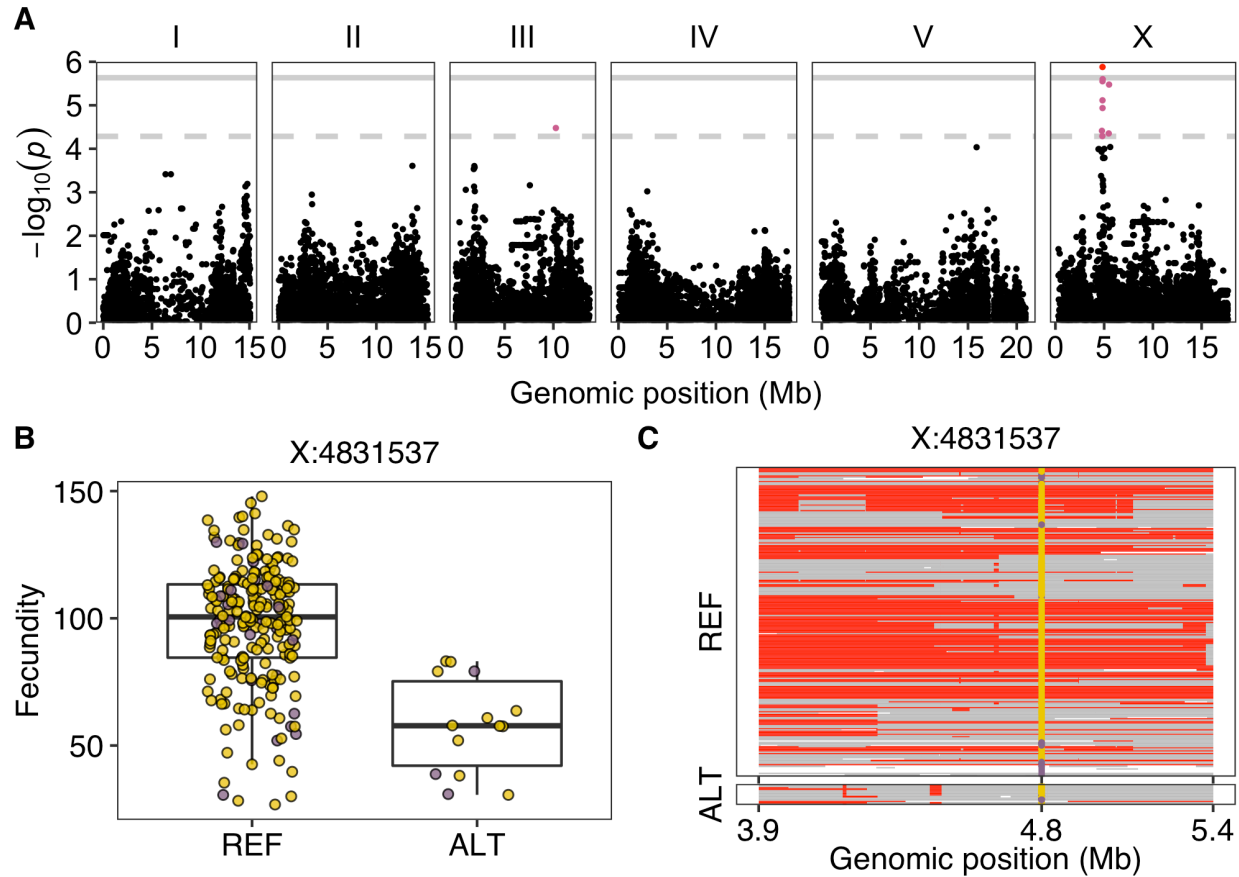 A
I II III IV V X
−log10(p)
6
5
4
3
2
1
0
0 5 10 15 0 5 10 15 0 5 10 0 5 10 15 0 5 10 15 20 0 5 10 15
Genomic position (Mb)
B
X:4831537
Fecundity
150
100
50
REF ALT
C
X:4831537
REF
ALT
3.9 4.8 5.4
Genomic position (Mb)